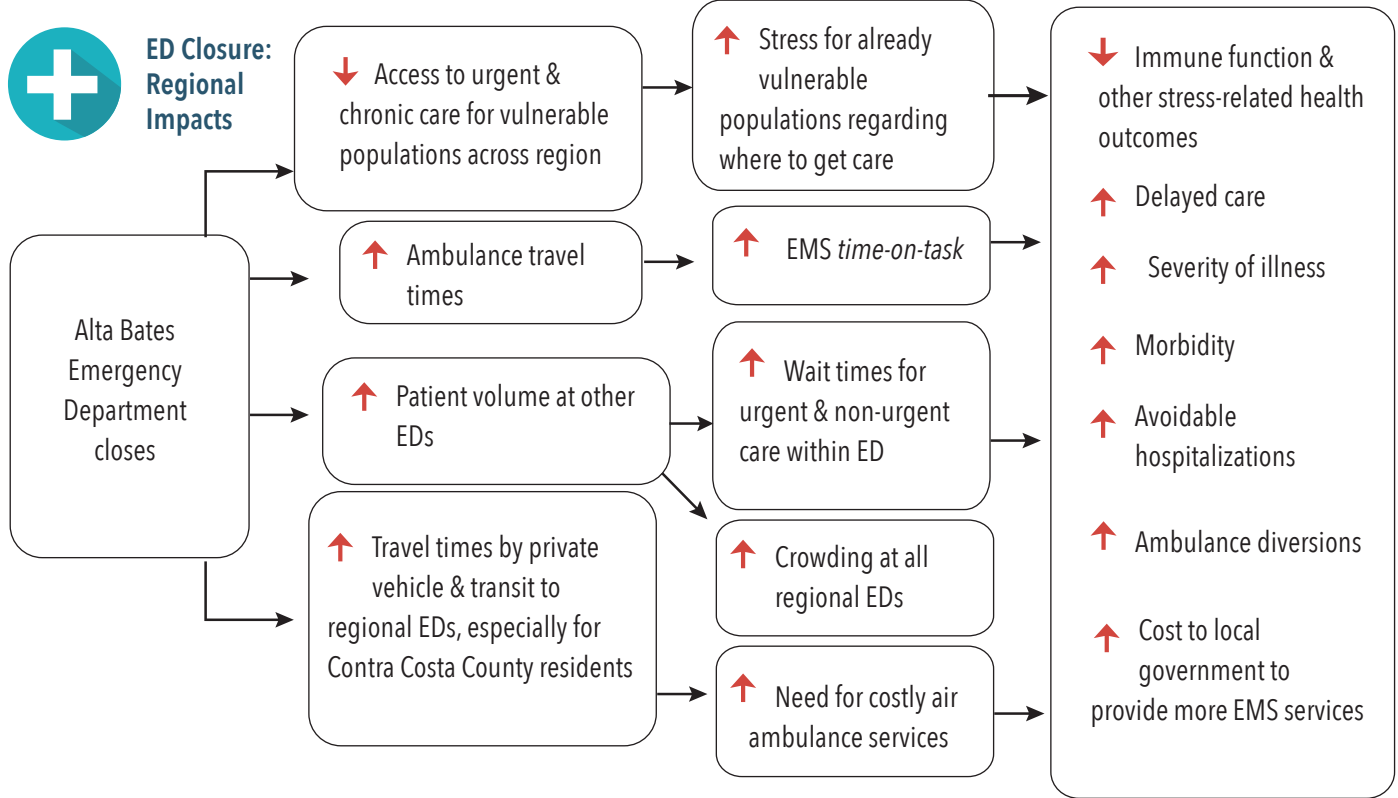 ED Closure:
Regional
Impacts
Alta Bates
Emergency
Department
closes
Access to urgent &
chronic care for vulnerable
populations across region
Ambulance travel
times
Patient volume at other
EDs
Travel times by private
vehicle & transit to
regional EDs, especially for
Contra Costa County residents
Stress for already
vulnerable
populations regarding
where to get care
EMS time-on-task
Wait times for
urgent & non-urgent
care within ED
Crowding at all
regional EDs
Need for costly air
ambulance services
Immune function &
other stress-related health
outcomes
Delayed care
Severity of illness
Morbidity
Avoidable
hospitalizations
Ambulance diversions
Cost to local
government to
provide more EMS services